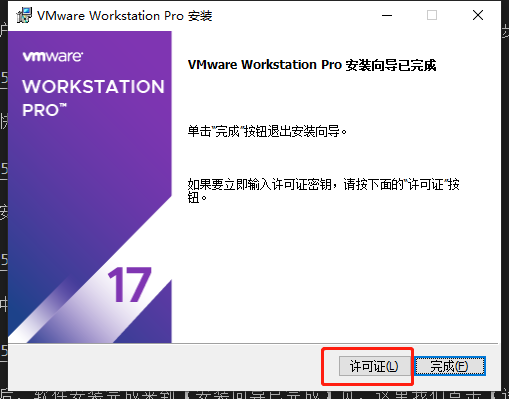 VMware Workstation Pro 安装
vmware
WORKSTATION
PRO™
17
VMware Workstation Pro 安装向导已完成
单击"完成"按钮退出安装向导。
如果要立即输入许可证密钥，请按下面的"许可证"按
钮。
许可证(L)
完成(F)